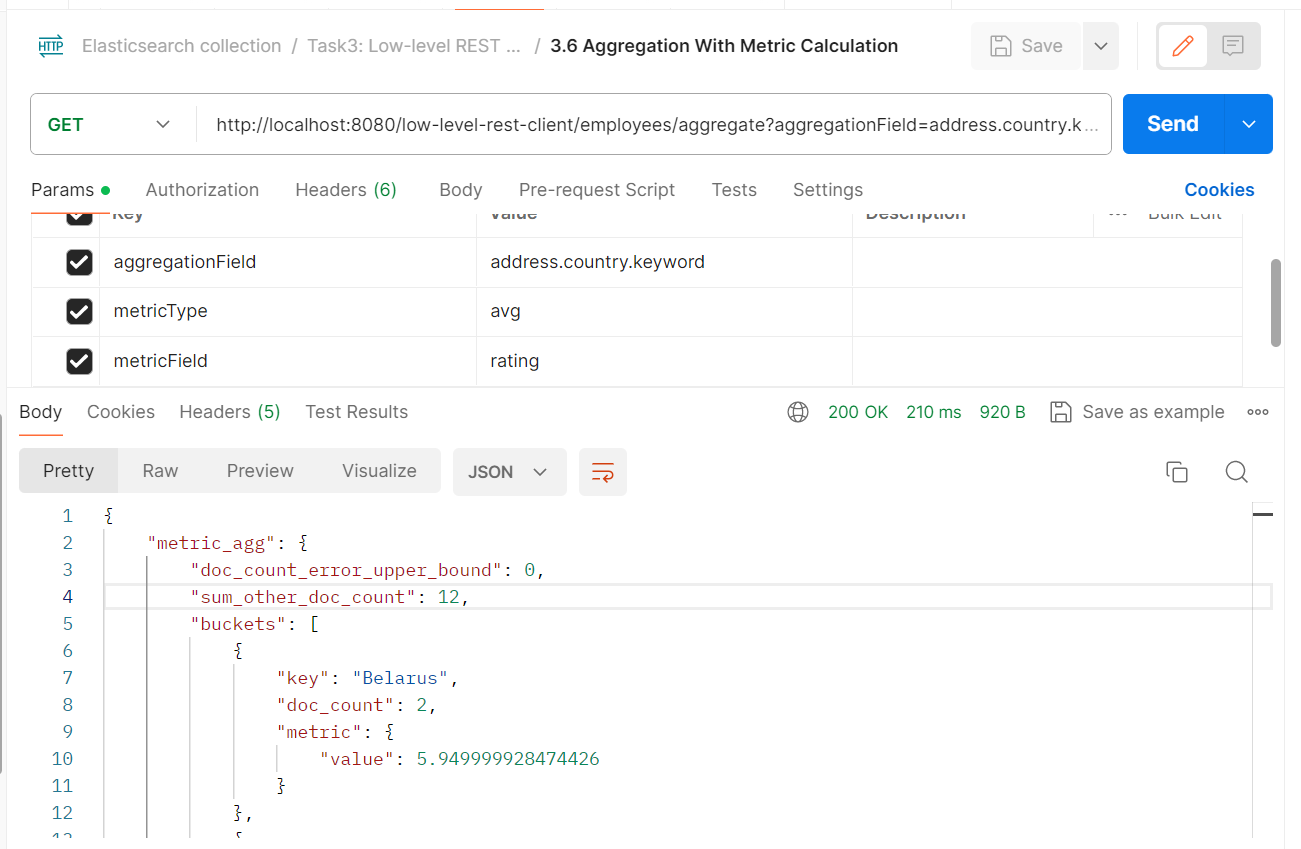 HTTP Elasticsearch collection / Task3: Low-level REST ... / 3.6 Aggregation With Metric Calculation Save
GET http://localhost:8080/low-level-rest-client/employees/aggregate?aggregationField=address.country.k... Send
Params Authorization Headers (6) Body Pre-request Script Tests Settings Cookies
Key Value Description ... Bulk Edit
aggregationField address.country.keyword
metricType avg
metricField rating
Body Cookies Headers (5) Test Results 200 OK 210 ms 920 B Save as example
Pretty Raw Preview Visualize JSON
1 {
2 "metric_agg": {
3 "doc_count_error_upper_bound": 0,
4 "sum_other_doc_count": 12,
5 "buckets": [
6 {
7 "key": "Belarus",
8 "doc_count": 2,
9 "metric": {
10 "value": 5.949999928474426
11 }
12 },
13 {